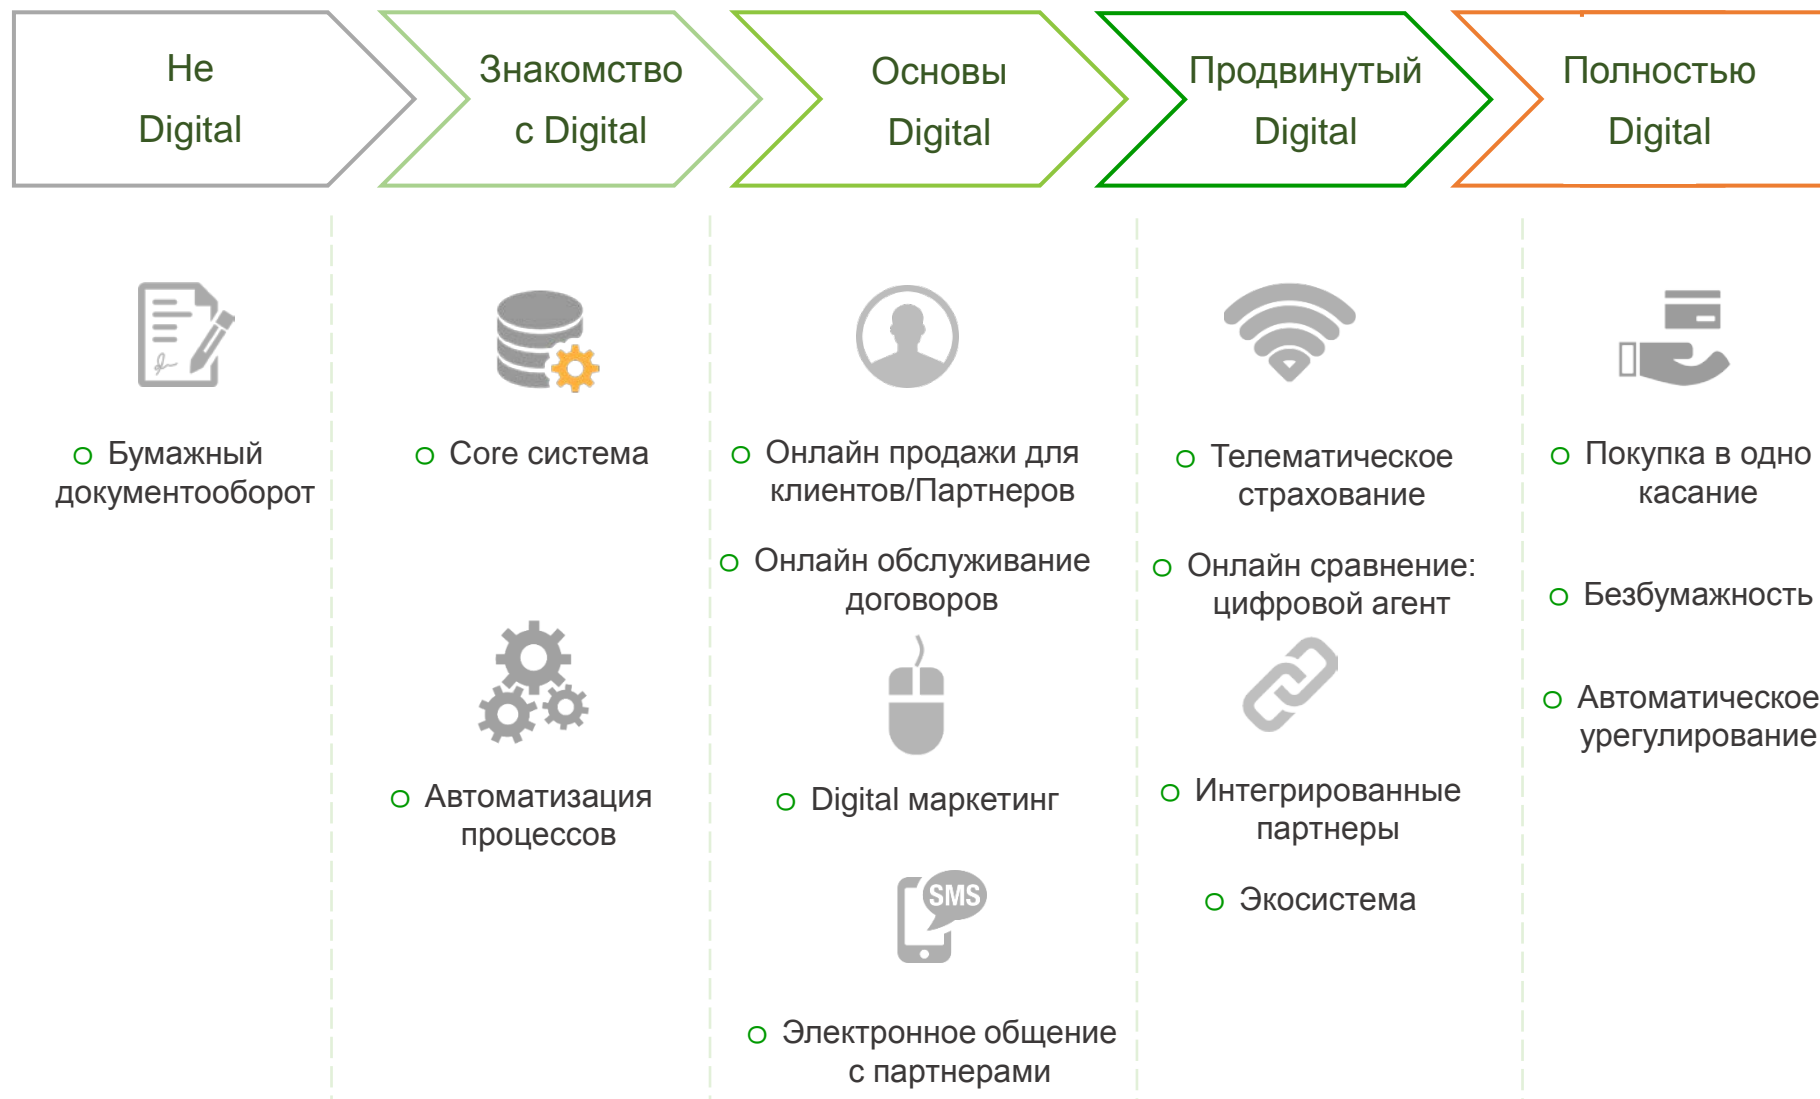 Не
Digital
Знакомство
с Digital
Основы
Digital
Продвинутый
Digital
Полностью
Digital
Бумажный
документооборот
Core система
Автоматизация
процессов
Онлайн продажи для
клиентов/Партнеров
Онлайн обслуживание
договоров
Digital маркетинг
SMS
Электронное общение
с партнерами
Телематическое
страхование
Онлайн сравнение:
цифровой агент
Интегрированные
партнеры
Экосистема
Покупка в одно
касание
Безбумажность
Автоматическое
урегулирование